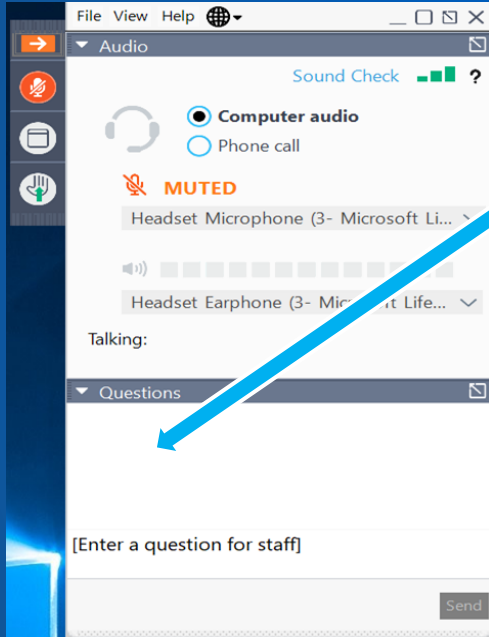 File View Help
Audio
Sound Check ?
Computer audio
Phone call
MUTED
Headset Microphone (3- Microsoft Li...
Headset Earphone (3- Mic t Life...
Talking:
Questions
[Enter a question for staff]
Send